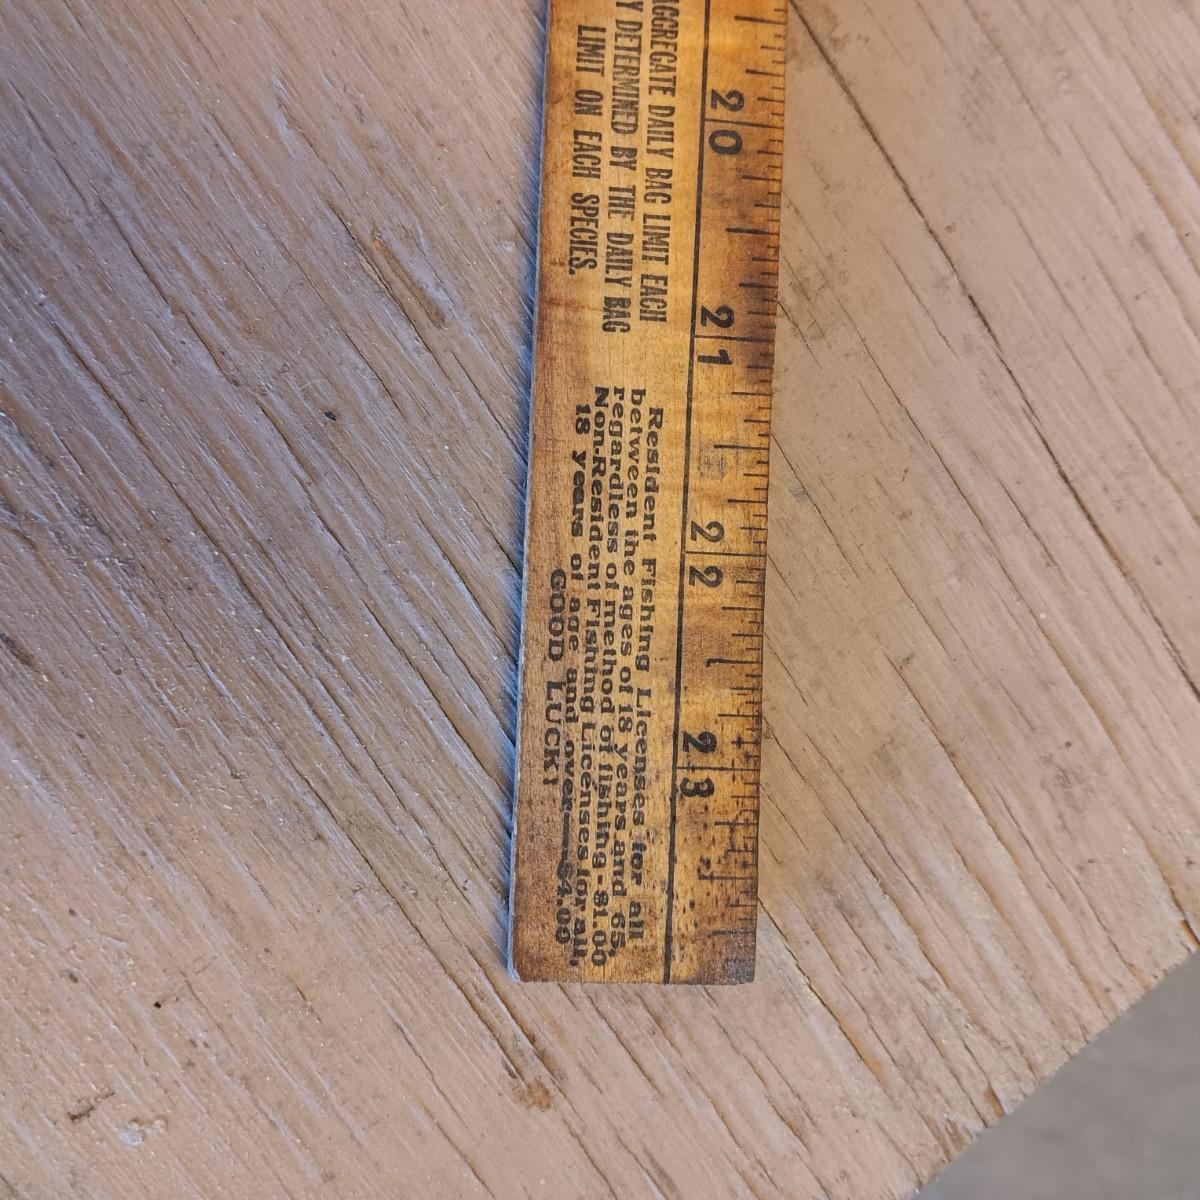 AGGREGATE DAILY BAG LIMIT EACH
Y DETERMINED BY THE DAILY BAG
LIMIT ON EACH SPECIES.
Resident Fishing Licenses for all
between the ages of 18 years and 65,
regardless of method of fishing - $1.00
Non-Resident Fishing Licenses for all,
18 years of age and over——$4.00
GOOD LUCK!
20
21
22
23